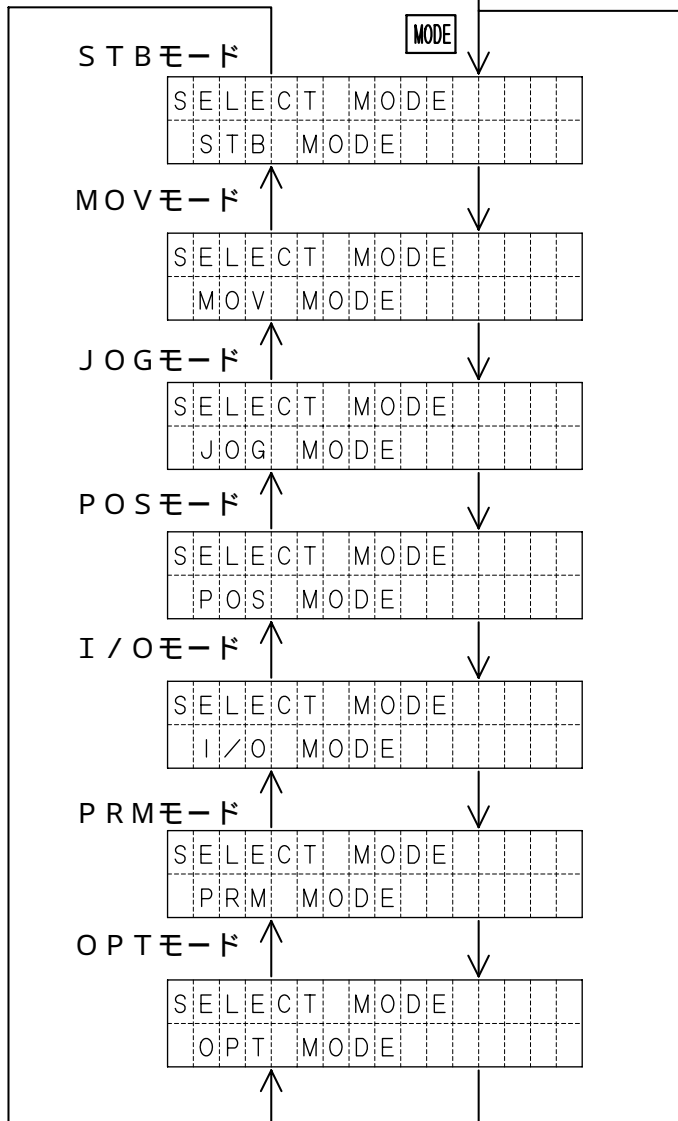 MODE
ＳＴＢモード
SELECT MODE
STB MODE
ＭＯＶモード
SELECT MODE
MOV MODE
ＪＯＧモード
SELECT MODE
JOG MODE
ＰＯＳモード
SELECT MODE
POS MODE
Ｉ／Ｏモード
SELECT MODE
I/O MODE
ＰＲＭモード
SELECT MODE
PRM MODE
ＯＰＴモード
SELECT MODE
OPT MODE